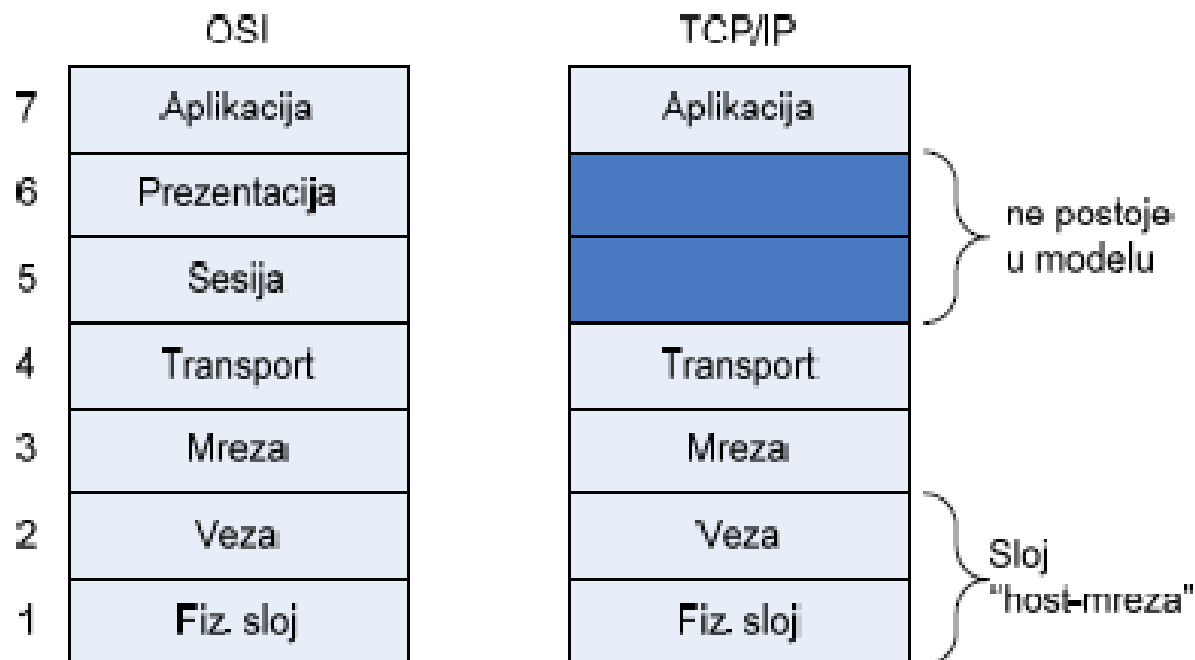 OSI TCP/IP
7 Aplikacija Aplikacija
6 Prezentacija
5 Sesija
ne postoje
u modelu
4 Transport Transport
3 Mreza Mreza
2 Veza Veza
1 Fiz. sloj Fiz. sloj
Sloj
"host-mreza"